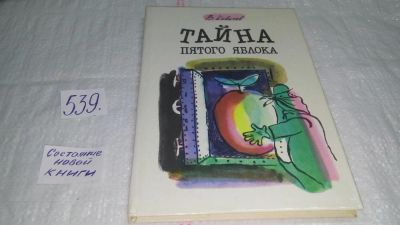 ТАЙНА
ПЯТОГО ЯБЛОКА
539.
Состояние
новой
книги